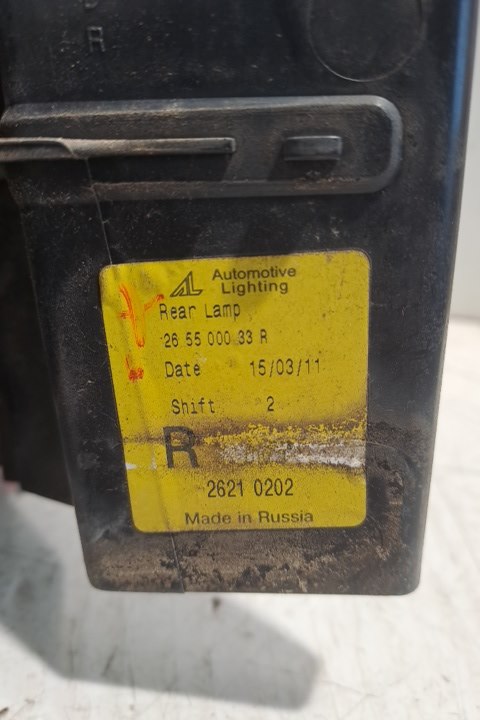 R
AL Automotive
Lighting
Rear Lamp
26 55 000 33 R
Date 15/03/11
Shift 2
R
2621 0202
Made in Russia